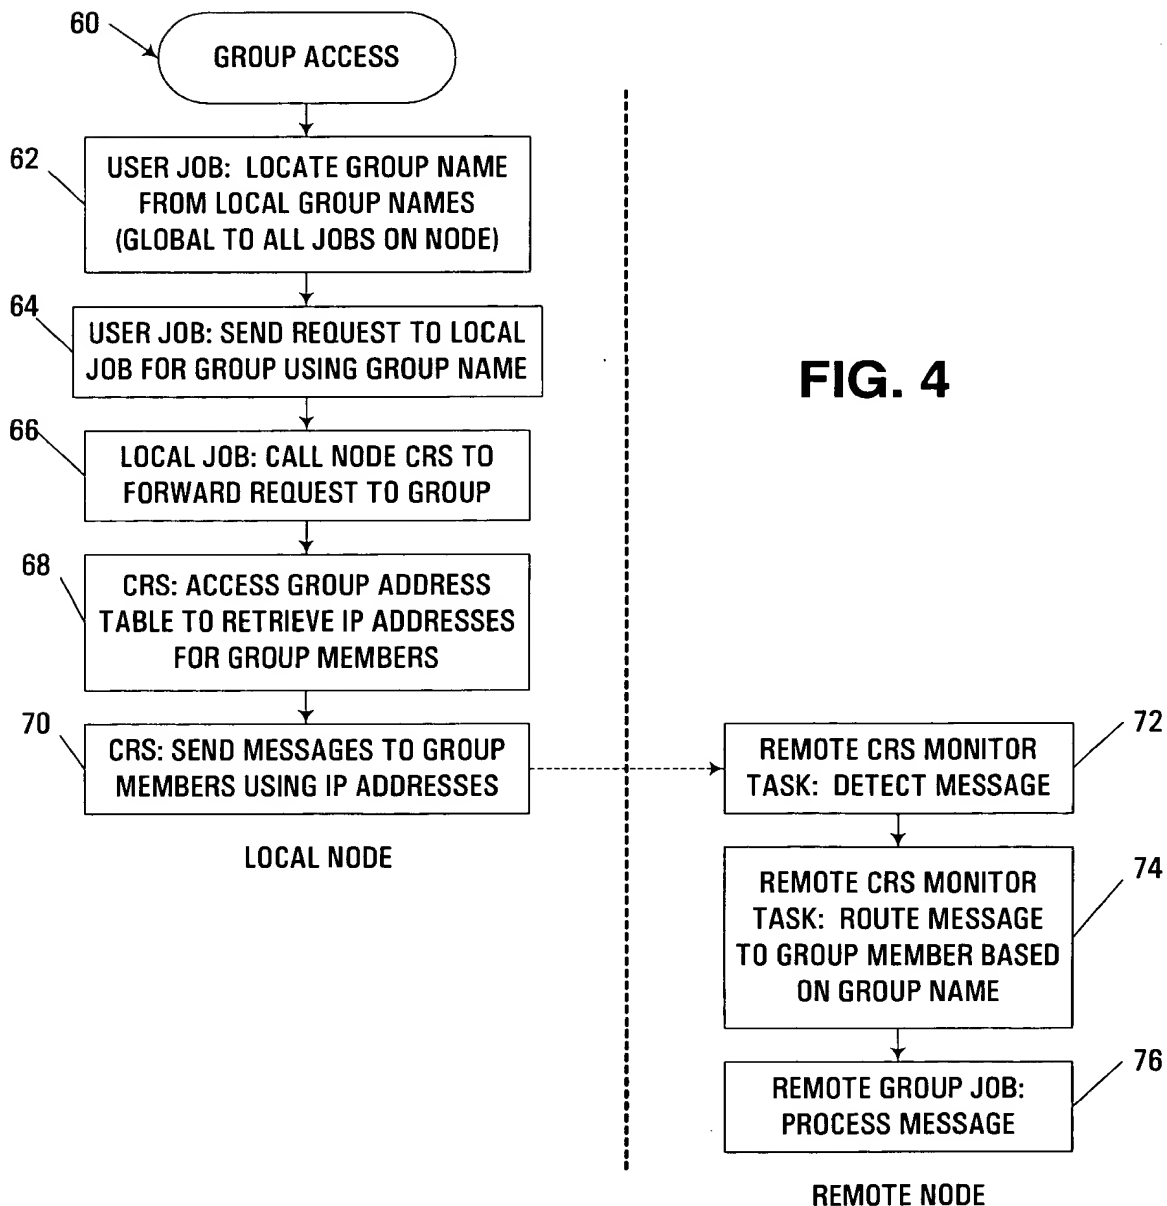 60
GROUP ACCESS
62
USER JOB: LOCATE GROUP NAME
FROM LOCAL GROUP NAMES
(GLOBAL TO ALL JOBS ON NODE)
64
USER JOB: SEND REQUEST TO LOCAL
JOB FOR GROUP USING GROUP NAME
FIG. 4
66
LOCAL JOB: CALL NODE CRS TO
FORWARD REQUEST TO GROUP
68
CRS: ACCESS GROUP ADDRESS
TABLE TO RETRIEVE IP ADDRESSES
FOR GROUP MEMBERS
70
CRS: SEND MESSAGES TO GROUP
MEMBERS USING IP ADDRESSES
LOCAL NODE
72
REMOTE CRS MONITOR
TASK: DETECT MESSAGE
74
REMOTE CRS MONITOR
TASK: ROUTE MESSAGE
TO GROUP MEMBER BASED
ON GROUP NAME
76
REMOTE GROUP JOB:
PROCESS MESSAGE
REMOTE NODE